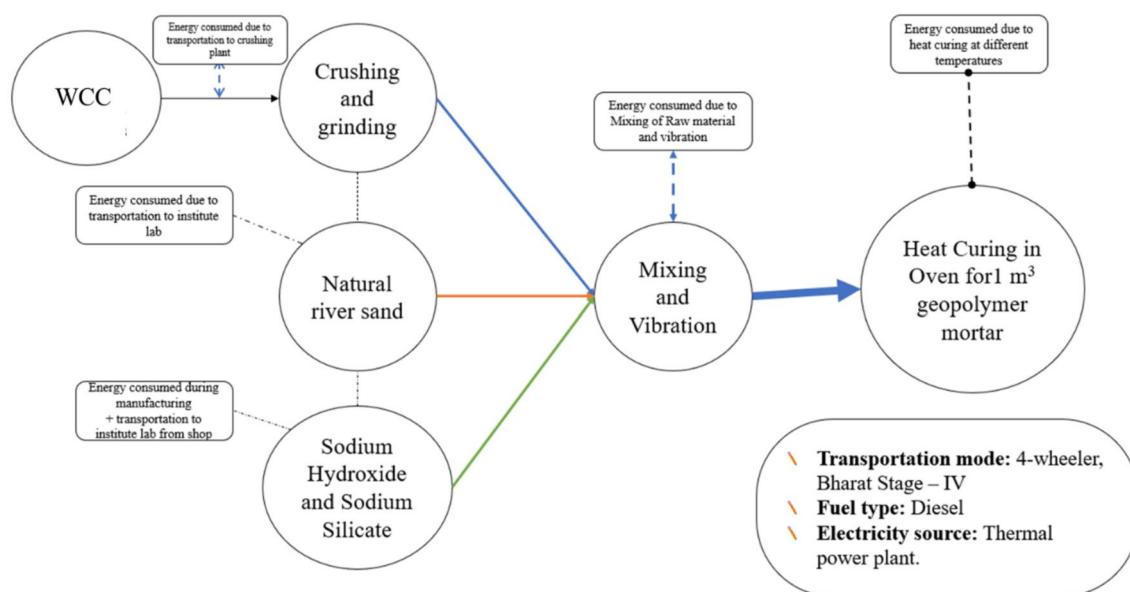 Energy consumed due to
transportation to crushing
plant
WCC
Crushing
and
grinding
Energy consumed due to
transportation to institute
lab
Natural
river sand
Energy consumed during
manufacturing
+ transportation to
institute lab from shop
Sodium
Hydroxide
and Sodium
Silicate
Energy consumed due to
Mixing of Raw material
and vibration
Mixing
and
Vibration
Energy consumed due to
heat curing at different
temperatures
Heat Curing in
Oven for1 m³
geopolymer
mortar
Transportation mode: 4-wheeler,
Bharat Stage – IV
Fuel type: Diesel
Electricity source: Thermal
power plant.